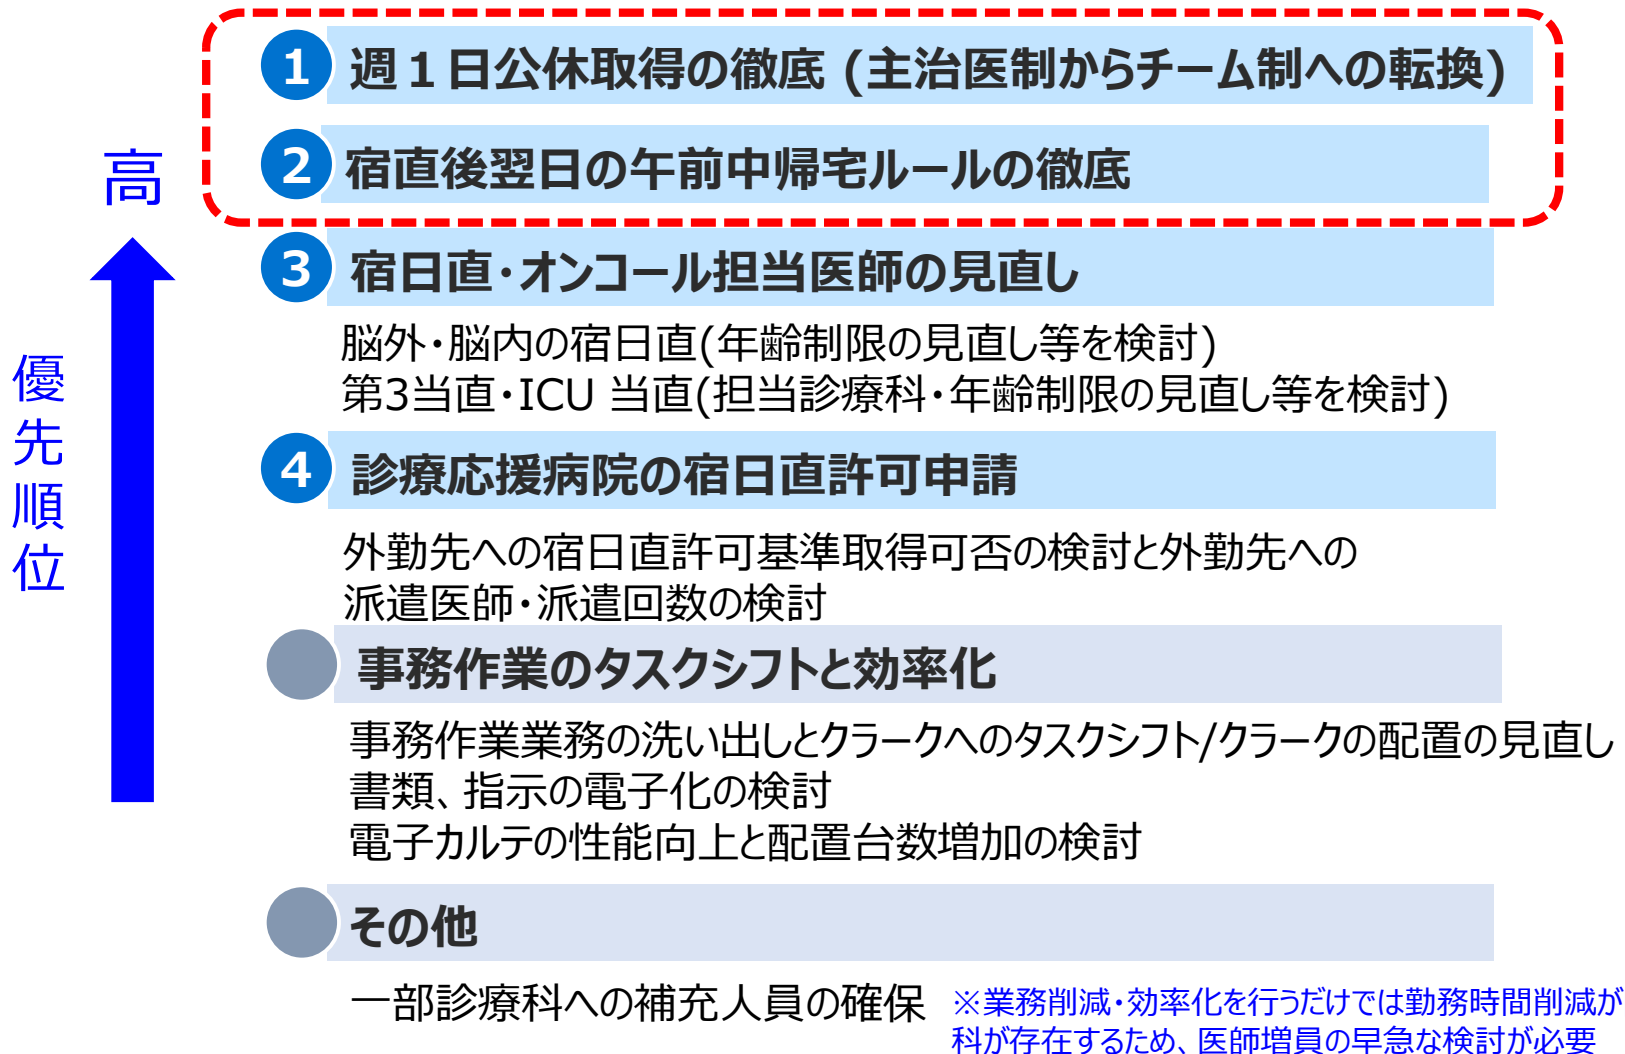 1 週１日公休取得の徹底 (主治医制からチーム制への転換)
2 宿直後翌日の午前中帰宅ルールの徹底
高
3 宿日直・オンコール担当医師の見直し
脳外・脳内の宿日直(年齢制限の見直し等を検討)
第3当直・ICU 当直(担当診療科・年齢制限の見直し等を検討)
優先順位
4 診療応援病院の宿日直許可申請
外勤先への宿日直許可基準取得可否の検討と外勤先への
派遣医師・派遣回数の検討
事務作業のタスクシフトと効率化
事務作業業務の洗い出しとクラークへのタスクシフト/クラークの配置の見直し
書類、指示の電子化の検討
電子カルテの性能向上と配置台数増加の検討
その他
一部診療科への補充人員の確保
※業務削減・効率化を行うだけでは勤務時間削減が
科が存在するため、医師増員の早急な検討が必要